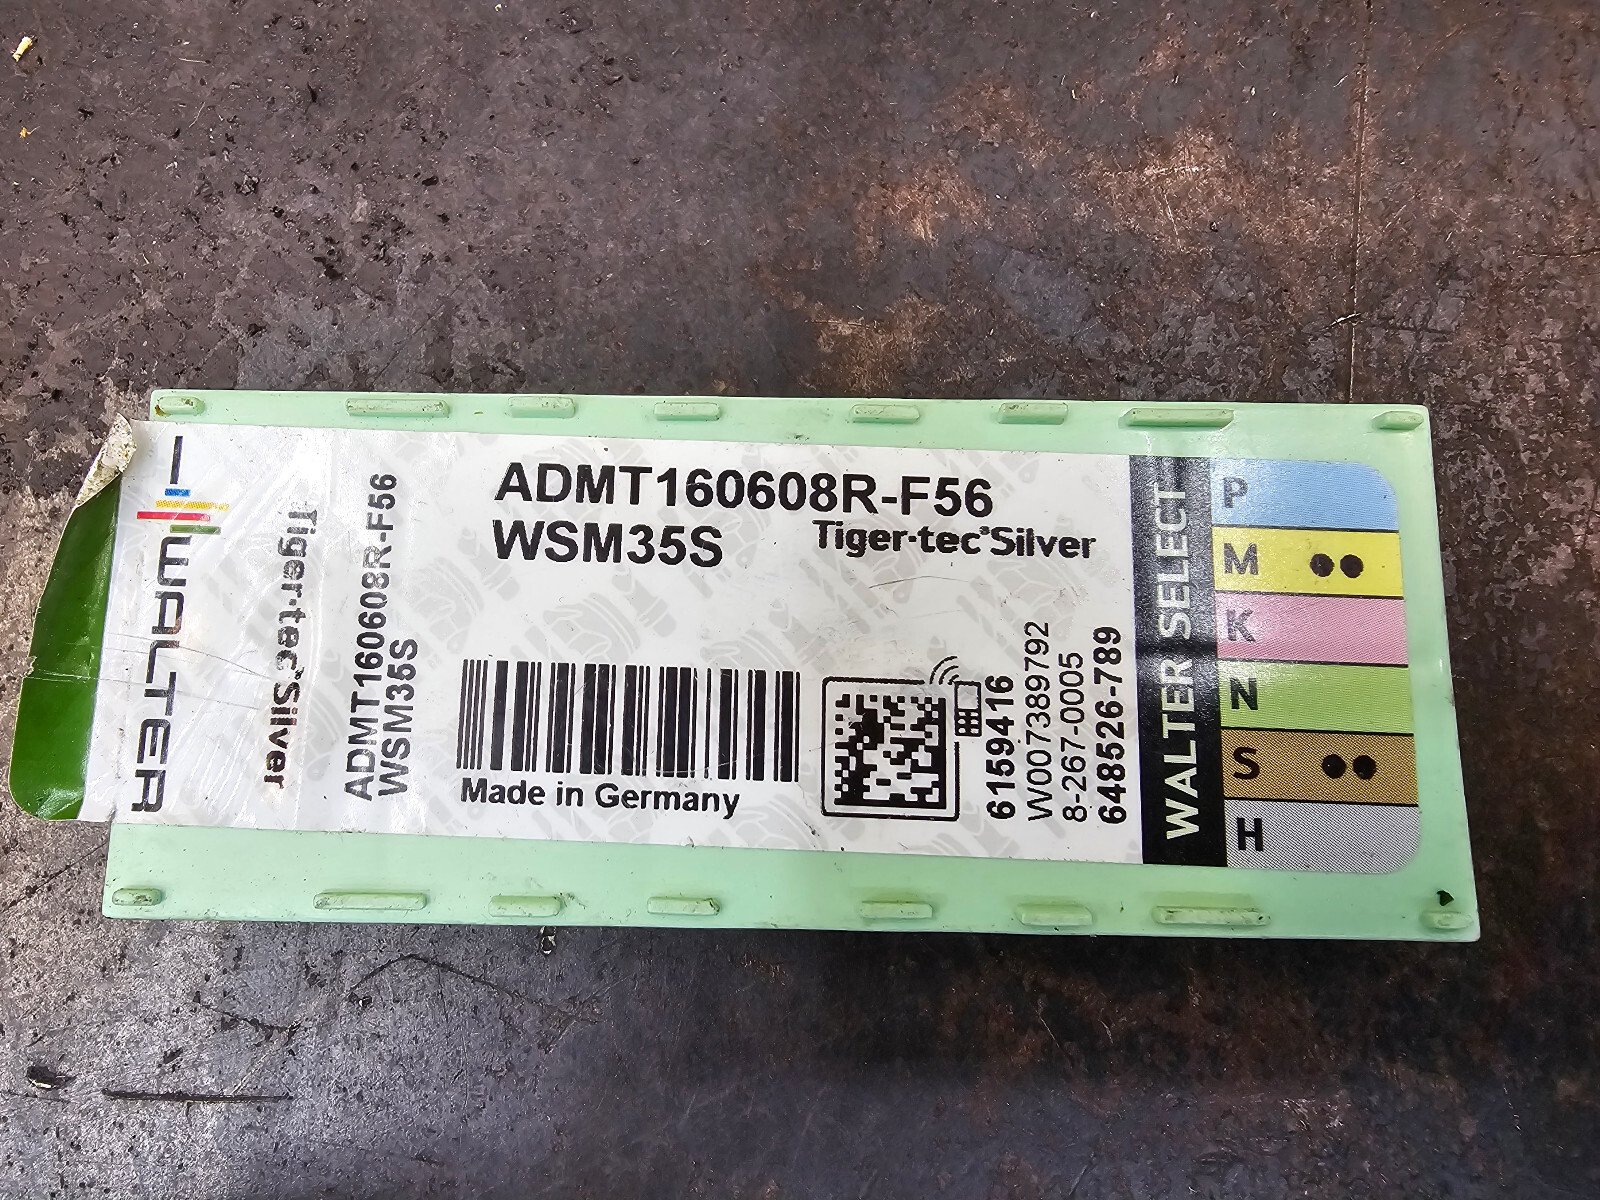 WALTER
Tiger·tec®Silver
ADMT160608R-F56
WSM35S
ADMT160608R-F56
WSM35S
Tiger·tec®Silver
Made in Germany
6159416
W007389792
8-267-0005
648526-789
WALTER SELECT
P
M ●●
K
N
S ●●
H